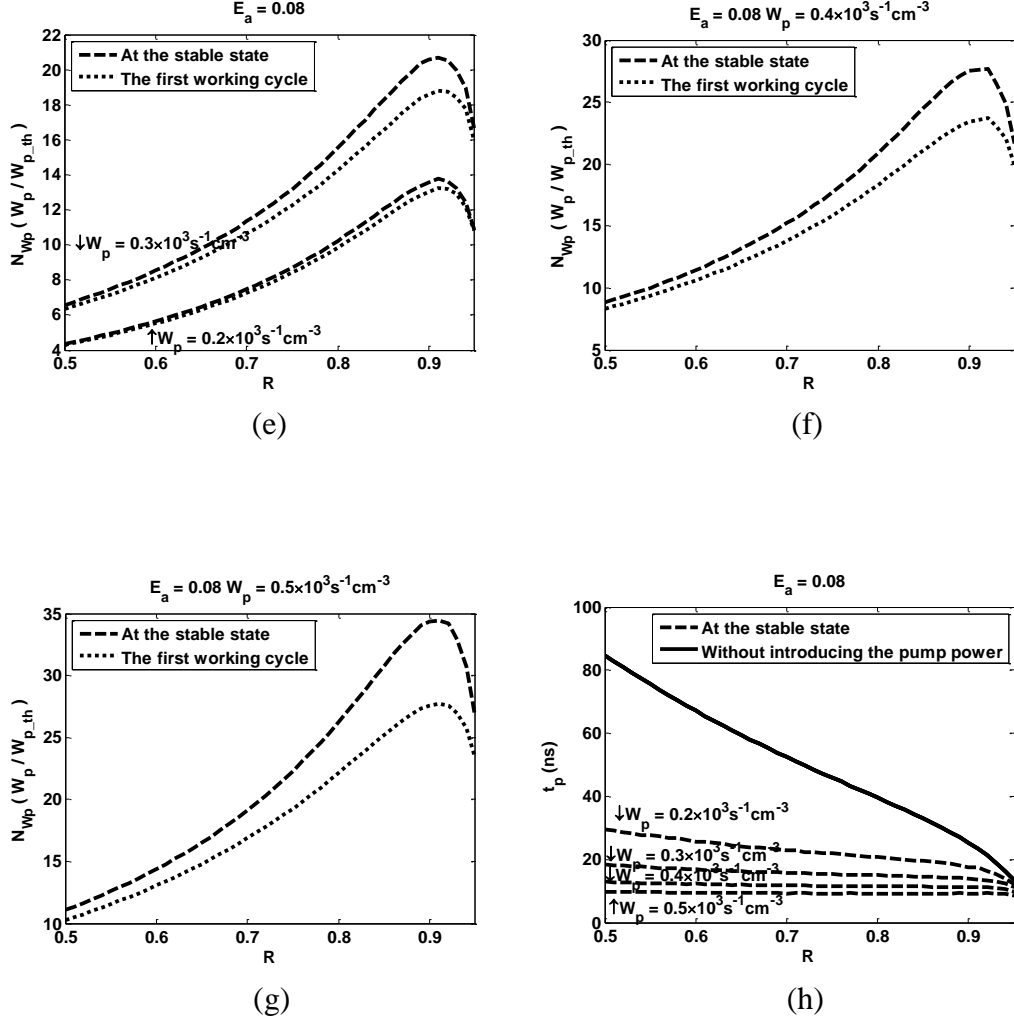 E_a = 0.08
22
20
18
16
14
12
10
8
6
4
N_Wp ( W_p / W_p_th )
At the stable state
The first working cycle
↓W_p = 0.3×10^3s^-1cm^-3
↑W_p = 0.2×10^3s^-1cm^-3
0.5 0.6 0.7 0.8 0.9
R
(e)
E_a = 0.08 W_p = 0.4×10^3s^-1cm^-3
30
25
20
15
10
5
N_Wp ( W_p / W_p_th )
At the stable state
The first working cycle
0.5 0.6 0.7 0.8 0.9
R
(f)
E_a = 0.08 W_p = 0.5×10^3s^-1cm^-3
35
30
25
20
15
10
N_Wp ( W_p / W_p_th )
At the stable state
The first working cycle
0.5 0.6 0.7 0.8 0.9
R
(g)
E_a = 0.08
100
80
60
40
20
0
t_p (ns)
At the stable state
Without introducing the pump power
↓W_p = 0.2×10^3s^-1cm^-3
↓W_p = 0.3×10^3s^-1cm^-3
↓W_p = 0.4×10^3s^-1cm^-3
↑W_p = 0.5×10^3s^-1cm^-3
0.5 0.6 0.7 0.8 0.9
R
(h)